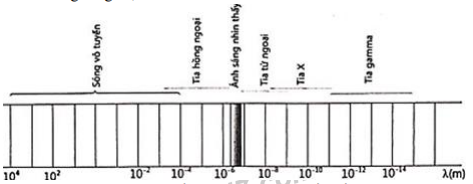 Sóng vô tuyến
Tia hồng ngoại
Ánh sáng nhìn thấy
Tia tử ngoại
Tia X
Tia gamma
10⁴ 10² 10⁻² 10⁻⁴ 10⁻⁶ 10⁻⁸ 10⁻¹⁰ 10⁻¹² 10⁻¹⁴ λ(m)